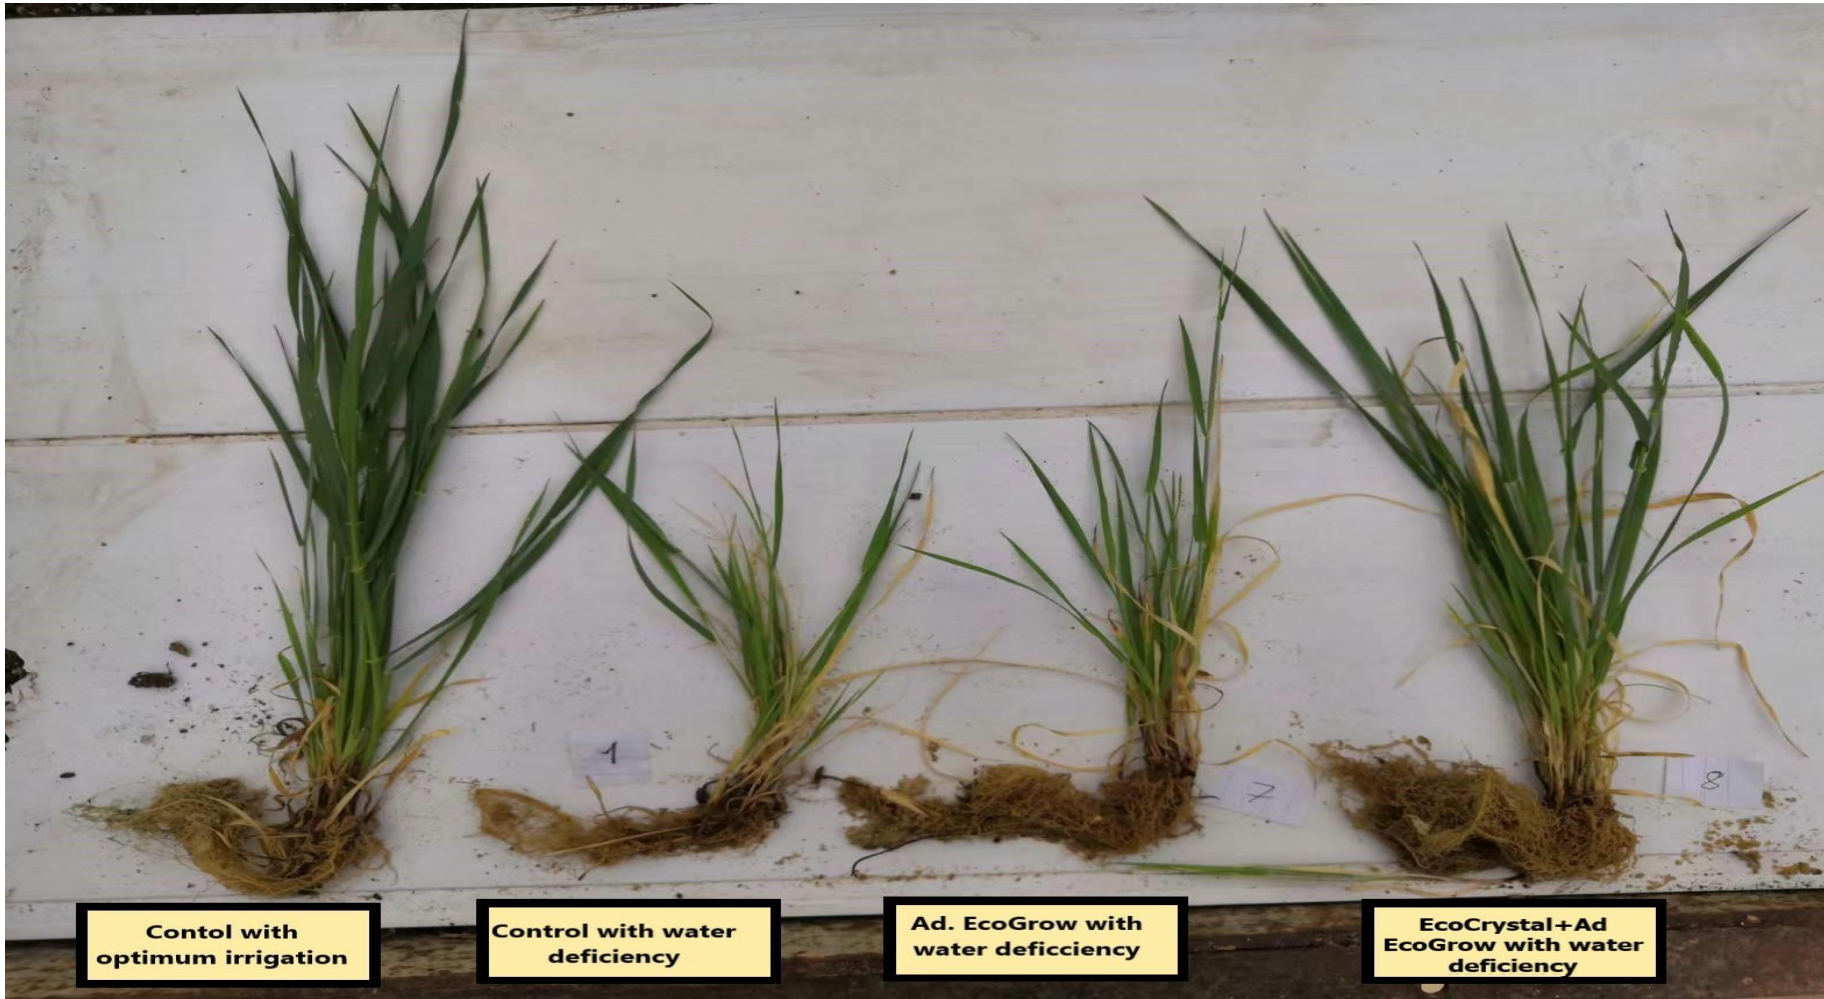 1
7
8
Contol with
optimum irrigation
Control with water
deficiency
Ad. EcoGrow with
water deficciency
EcoCrystal+Ad
EcoGrow with water
deficiency